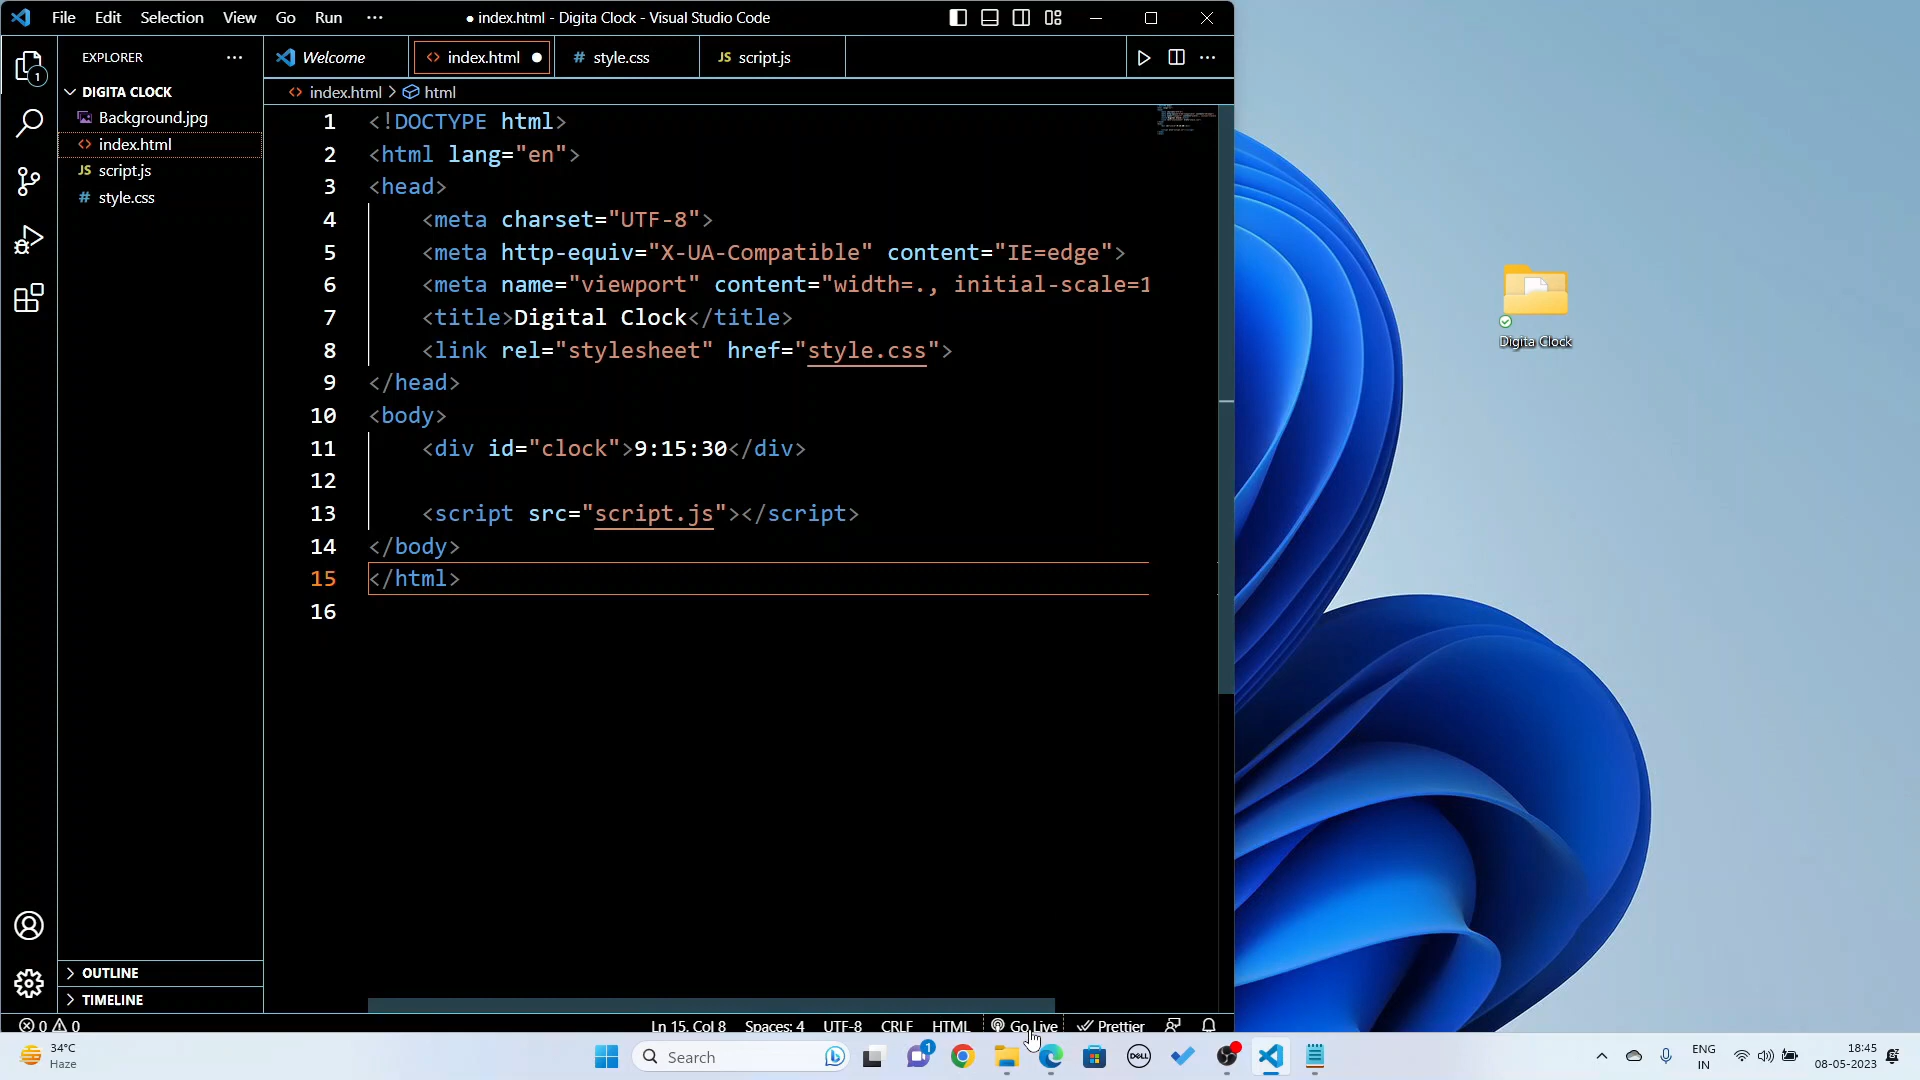 File Edit Selection View Go Run ··· ● index.html - Digita Clock - Visual Studio Code
EXPLORER ···
Welcome
<> index.html ●
# style.css
JS script.js
1
DIGITA CLOCK
Background.jpg
<> index.html
JS script.js
# style.css
<> index.html > html
1 <!DOCTYPE html>
2 <html lang="en">
3 <head>
4 <meta charset="UTF-8">
5 <meta http-equiv="X-UA-Compatible" content="IE=edge">
6 <meta name="viewport" content="width=., initial-scale=1
7 <title>Digital Clock</title>
8 <link rel="stylesheet" href="style.css">
9 </head>
10 <body>
11 <div id="clock">9:15:30</div>
12
13 <script src="script.js"></script>
14 </body>
15 </html>
16
OUTLINE
TIMELINE
0 0 Ln 15, Col 8 Spaces: 4 UTF-8 CRLF HTML Go Live Prettier
Digita Clock
34°C
Haze
Search
1
DELL
ENG
IN
18:45
08-05-2023